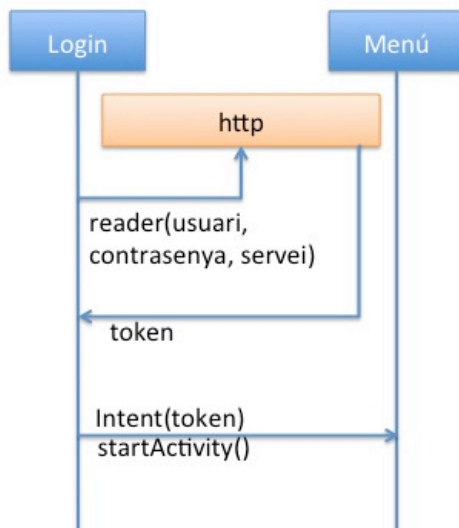 Login
Menú
http
reader(usuari,
contrasenya, servei)
token
Intent(token)
startActivity()